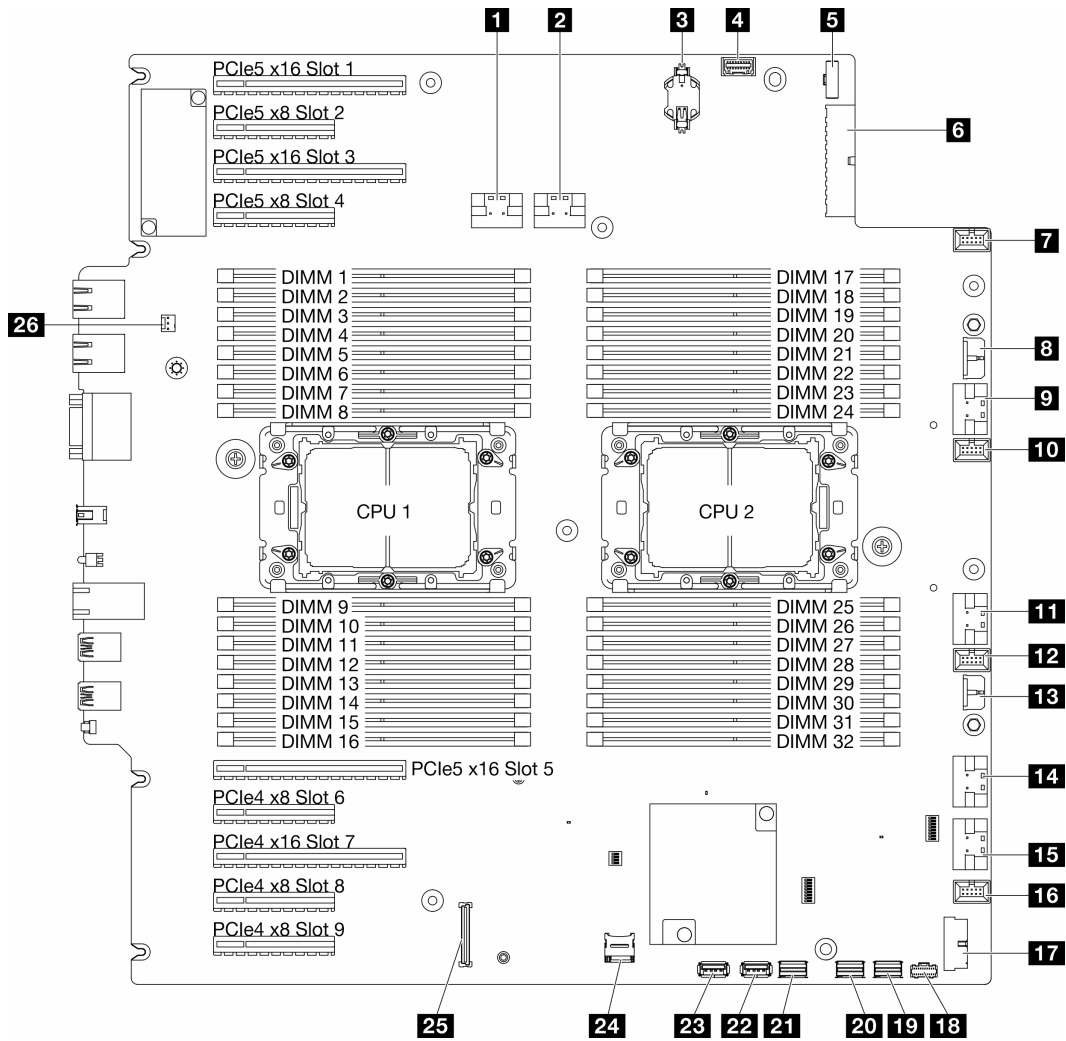 1 2 3 4 5
PCIe5 x16 Slot 1
PCIe5 x8 Slot 2
6
PCIe5 x16 Slot 3
PCIe5 x8 Slot 4
7
DIMM 1 DIMM 17
DIMM 2 DIMM 18
DIMM 3 DIMM 19
26
DIMM 4 DIMM 20
DIMM 5 DIMM 21
8
DIMM 6 DIMM 22
DIMM 7 DIMM 23
9
DIMM 8 DIMM 24
10
CPU 1 CPU 2
DIMM 9 DIMM 25
11
DIMM 10 DIMM 26
DIMM 11 DIMM 27
12
DIMM 12 DIMM 28
DIMM 13 DIMM 29
13
DIMM 14 DIMM 30
DIMM 15 DIMM 31
DIMM 16 DIMM 32
PCIe5 x16 Slot 5
14
PCIe4 x8 Slot 6
PCIe4 x16 Slot 7
15
PCIe4 x8 Slot 8
16
PCIe4 x8 Slot 9
17
25 24 23 22 21 20 19 18